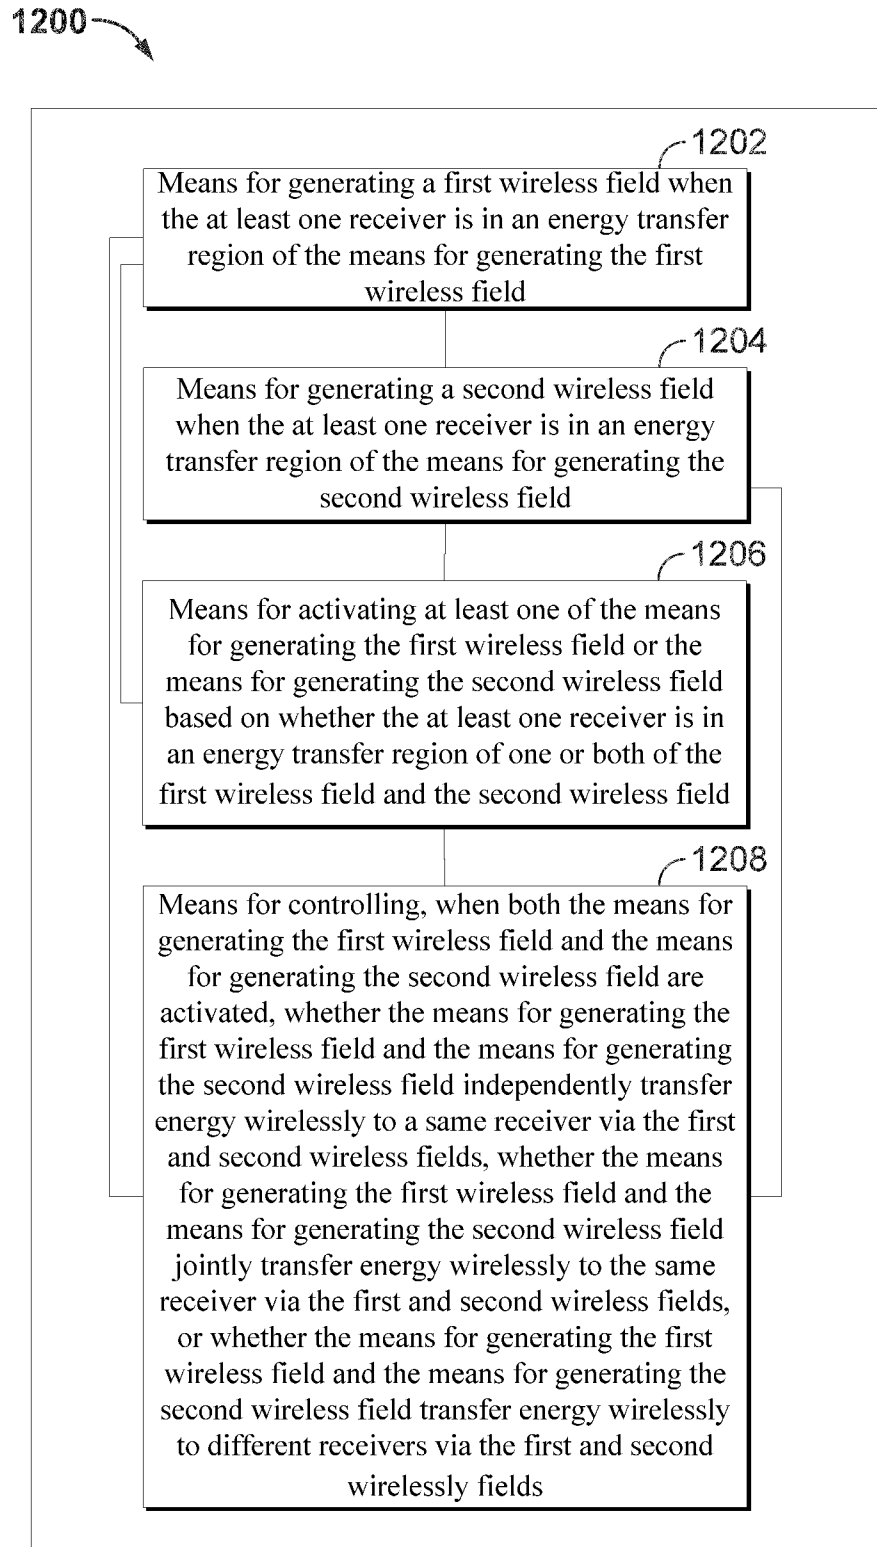 1200
1202
Means for generating a first wireless field when
the at least one receiver is in an energy transfer
region of the means for generating the first
wireless field
1204
Means for generating a second wireless field
when the at least one receiver is in an energy
transfer region of the means for generating the
second wireless field
1206
Means for activating at least one of the means
for generating the first wireless field or the
means for generating the second wireless field
based on whether the at least one receiver is in
an energy transfer region of one or both of the
first wireless field and the second wireless field
1208
Means for controlling, when both the means for
generating the first wireless field and the means
for generating the second wireless field are
activated, whether the means for generating the
first wireless field and the means for generating
the second wireless field independently transfer
energy wirelessly to a same receiver via the first
and second wireless fields, whether the means
for generating the first wireless field and the
means for generating the second wireless field
jointly transfer energy wirelessly to the same
receiver via the first and second wireless fields,
or whether the means for generating the first
wireless field and the means for generating the
second wireless field transfer energy wirelessly
to different receivers via the first and second
wirelessly fields